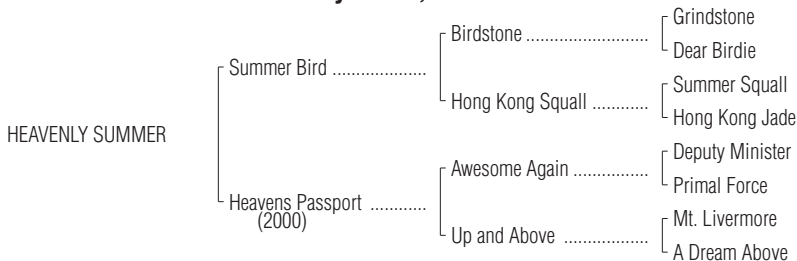 Grindstone
Birdstone ..........................
Dear Birdie
Summer Bird ....................
Summer Squall
Hong Kong Squall ............
Hong Kong Jade
HEAVENLY SUMMER
Deputy Minister
Awesome Again ................
Primal Force
Heavens Passport ............
(2000)
Mt. Livermore
Up and Above ..................
A Dream Above